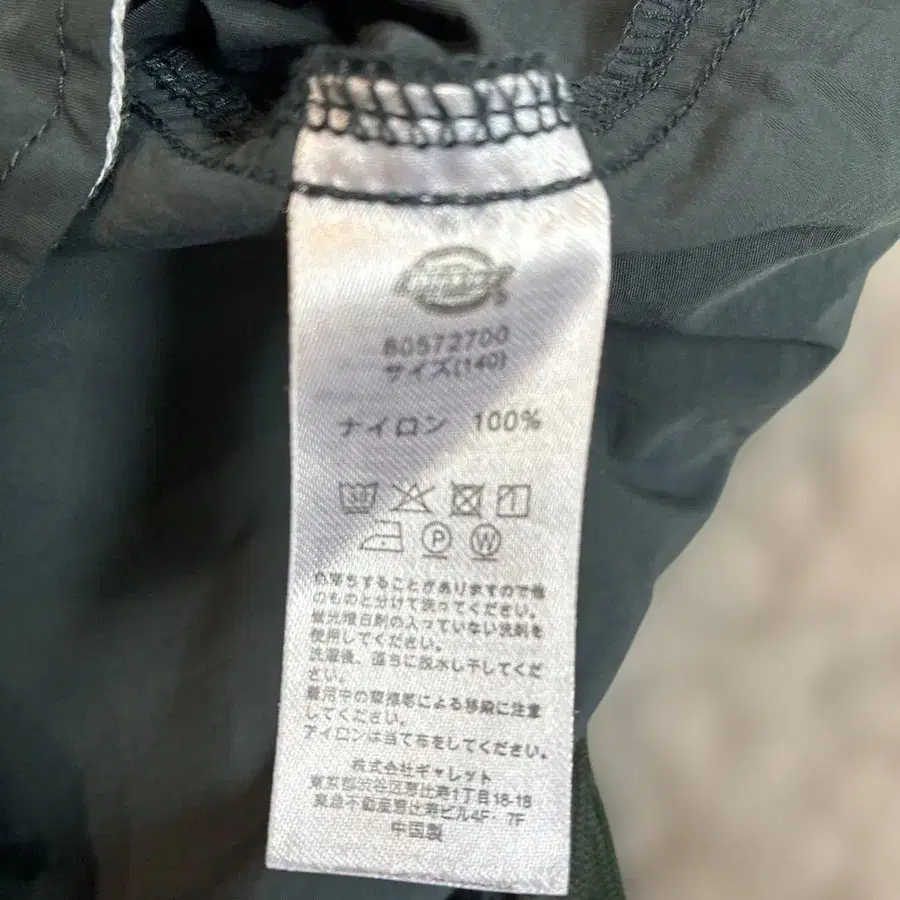 80572700
サイズ(140)
ナイロン 100%
P W
色落ちすることがありますので他
のものと分けて洗ってください。
蛍光増白剤の入っていない洗剤を
使用してください。
洗濯後、直ちに脱水し干してくだ
さい。
着用中の摩擦等による移染に注意
してください。
アイロンは当て布をしてください。
株式会社ギャレット
東京都渋谷区恵比寿1丁目18-18
東急不動産恵比寿ビル4F・7F
中国製